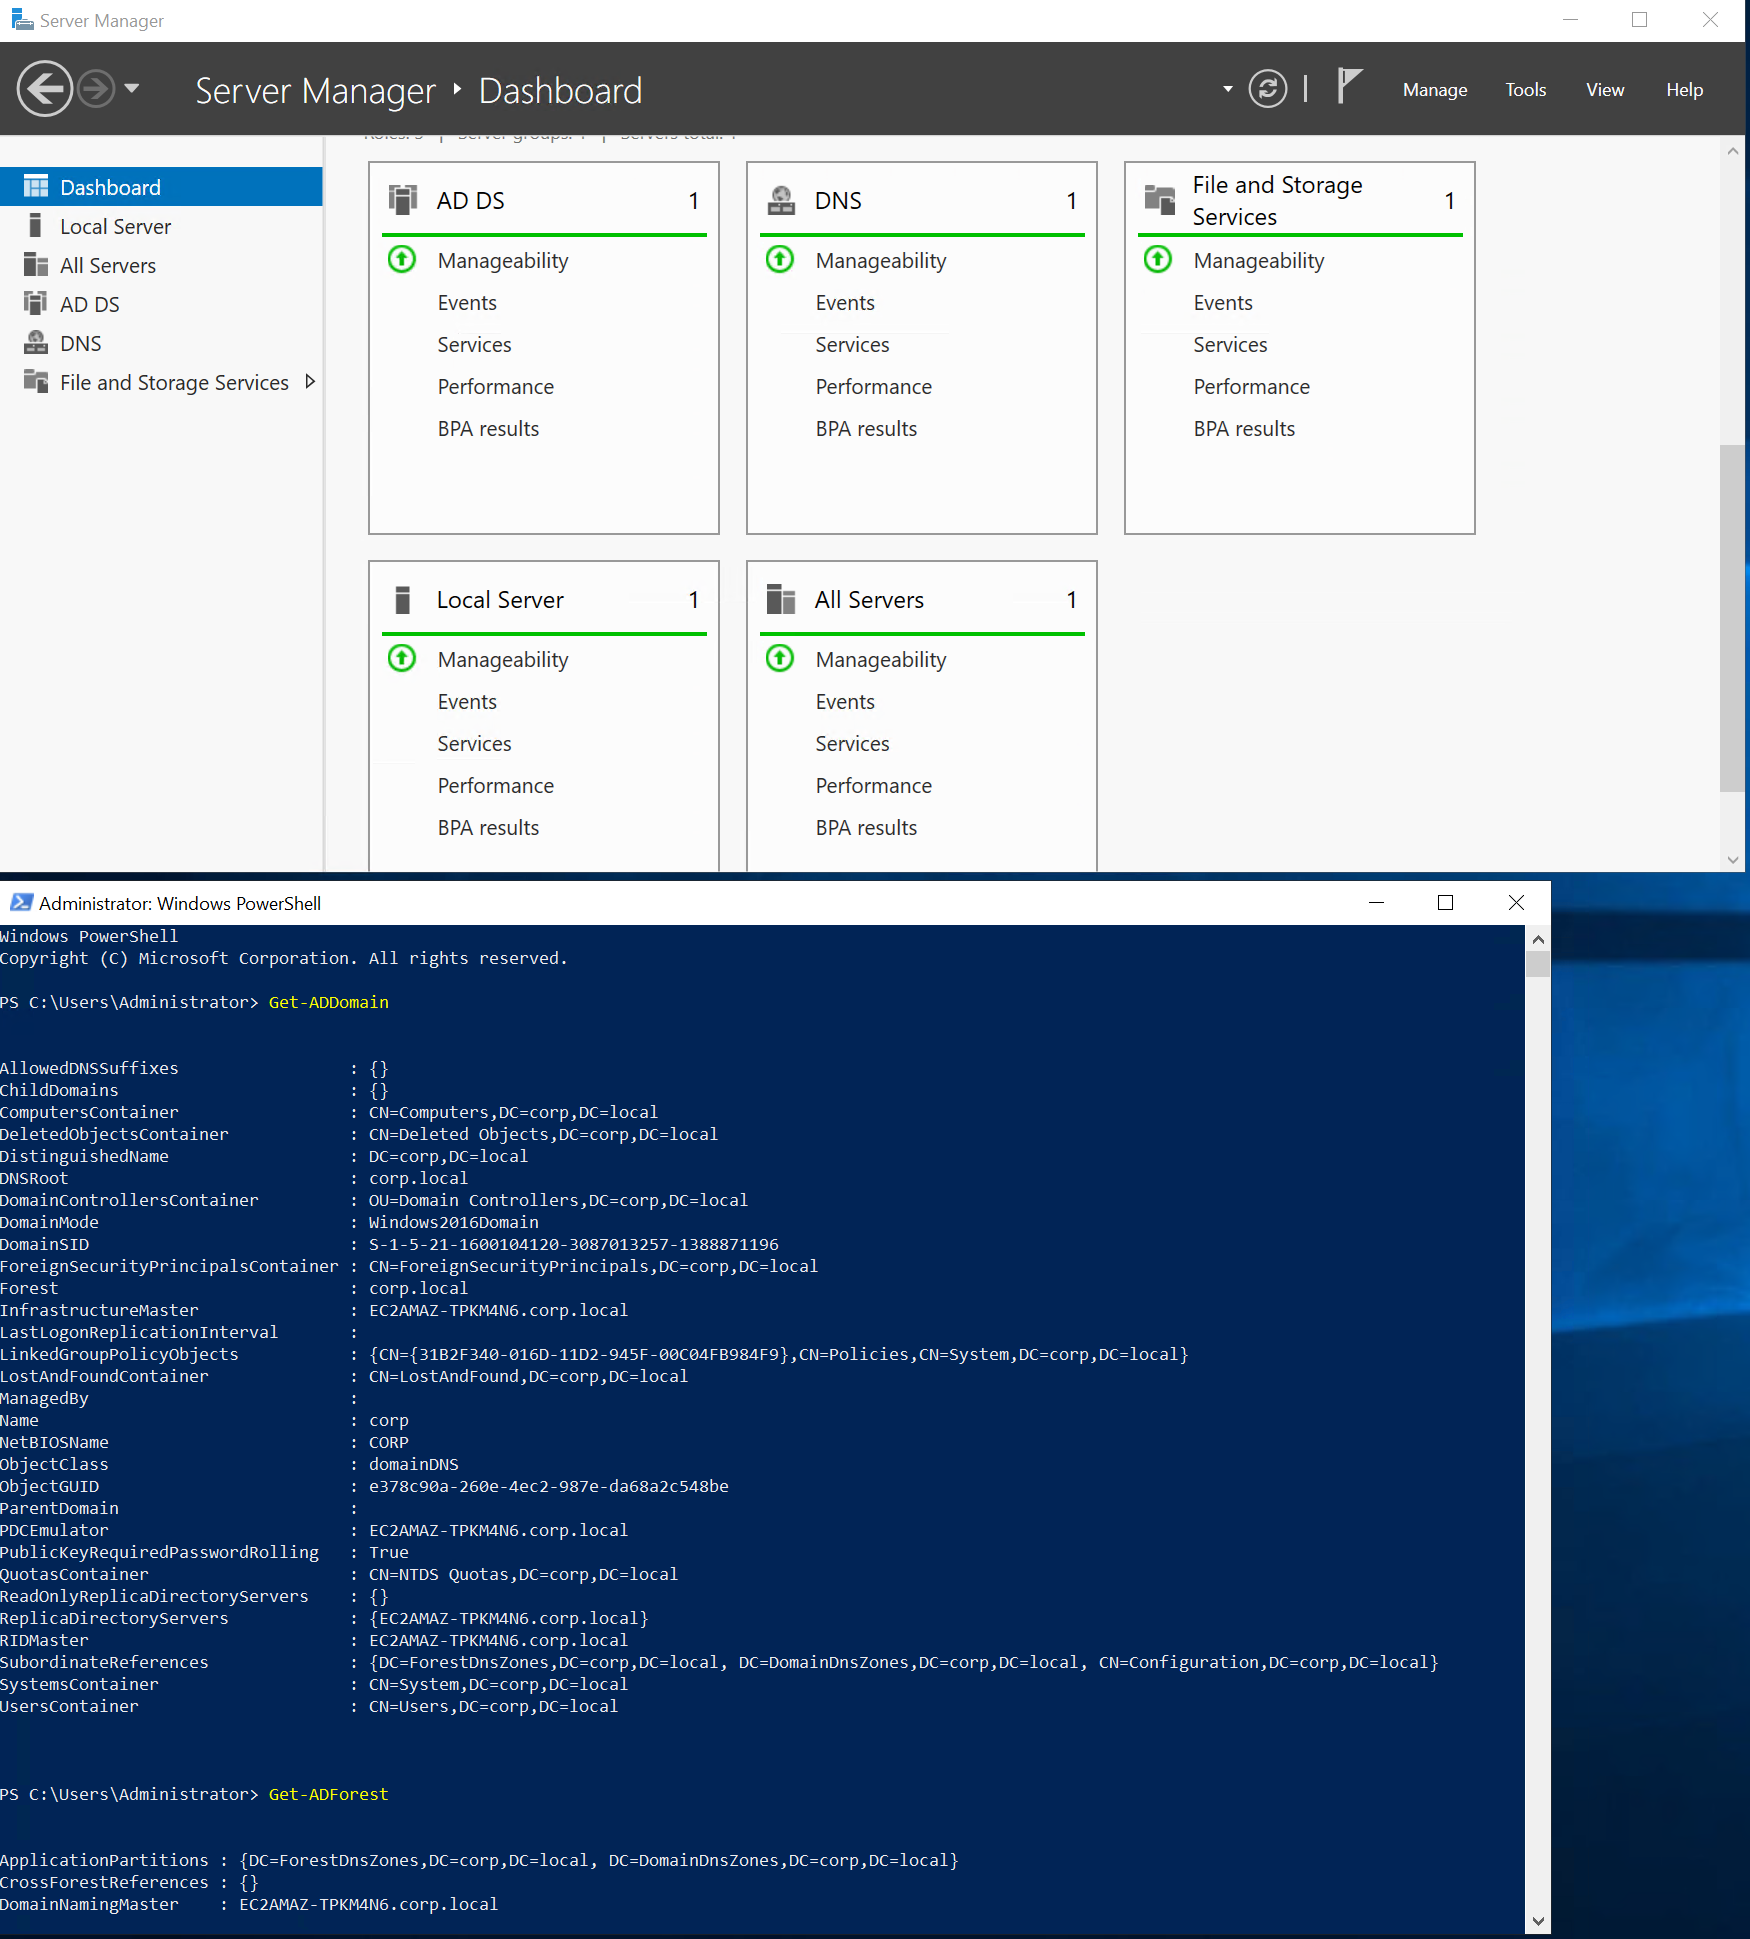 Server Manager
Server Manager Dashboard
Manage Tools View Help
Dashboard
Local Server
All Servers
AD DS
DNS
File and Storage Services
AD DS 1
Manageability
Events
Services
Performance
BPA results
DNS 1
Manageability
Events
Services
Performance
BPA results
File and Storage
Services 1
Manageability
Events
Services
Performance
BPA results
Local Server 1
Manageability
Events
Services
Performance
BPA results
All Servers 1
Manageability
Events
Services
Performance
BPA results
Administrator: Windows PowerShell
Windows PowerShell
Copyright (C) Microsoft Corporation. All rights reserved.
PS C:\Users\Administrator> Get-ADDomain
AllowedDNSSuffixes : {}
ChildDomains : {}
ComputersContainer : CN=Computers,DC=corp,DC=local
DeletedObjectsContainer : CN=Deleted Objects,DC=corp,DC=local
DistinguishedName : DC=corp,DC=local
DNSRoot : corp.local
DomainControllersContainer : OU=Domain Controllers,DC=corp,DC=local
DomainMode : Windows2016Domain
DomainSID : S-1-5-21-1600104120-3087013257-1388871196
ForeignSecurityPrincipalsContainer : CN=ForeignSecurityPrincipals,DC=corp,DC=local
Forest : corp.local
InfrastructureMaster : EC2AMAZ-TPKM4N6.corp.local
LastLogonReplicationInterval :
LinkedGroupPolicyObjects : {CN={31B2F340-016D-11D2-945F-00C04FB984F9},CN=Policies,CN=System,DC=corp,DC=local}
LostAndFoundContainer : CN=LostAndFound,DC=corp,DC=local
ManagedBy :
Name : corp
NetBIOSName : CORP
ObjectClass : domainDNS
ObjectGUID : e378c90a-260e-4ec2-987e-da68a2c548be
ParentDomain :
PDCEmulator : EC2AMAZ-TPKM4N6.corp.local
PublicKeyRequiredPasswordRolling : True
QuotasContainer : CN=NTDS Quotas,DC=corp,DC=local
ReadOnlyReplicaDirectoryServers : {}
ReplicaDirectoryServers : {EC2AMAZ-TPKM4N6.corp.local}
RIDMaster : EC2AMAZ-TPKM4N6.corp.local
SubordinateReferences : {DC=ForestDnsZones,DC=corp,DC=local, DC=DomainDnsZones,DC=corp,DC=local, CN=Configuration,DC=corp,DC=local}
SystemsContainer : CN=System,DC=corp,DC=local
UsersContainer : CN=Users,DC=corp,DC=local
PS C:\Users\Administrator> Get-ADForest
ApplicationPartitions : {DC=ForestDnsZones,DC=corp,DC=local, DC=DomainDnsZones,DC=corp,DC=local}
CrossForestReferences : {}
DomainNamingMaster : EC2AMAZ-TPKM4N6.corp.local